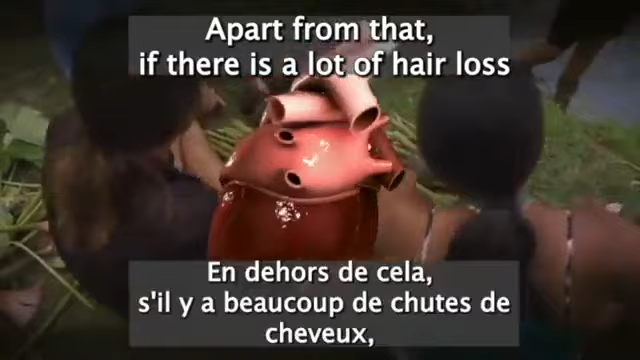 Apart from that,
if there is a lot of hair loss
En dehors de cela,
s'il y a beaucoup de chutes de
cheveux,